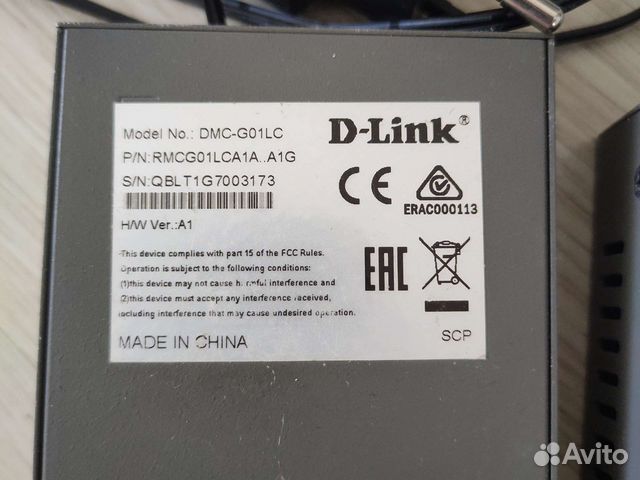 Model No.: DMC-G01LC
D-Link®
P/N:RMCG01LCA1A..A1G
S/N:QBLT1G7003173
CE
ERAC000113
H/W Ver.:A1
This device complies with part 15 of the FCC Rules.
Operation is subject to the following conditions:
(1)this device may not cause harmful interference and
(2)this device must accept any interference received,
including interference that may cause undesired operation.
EAC
MADE IN CHINA
SCP
Avito